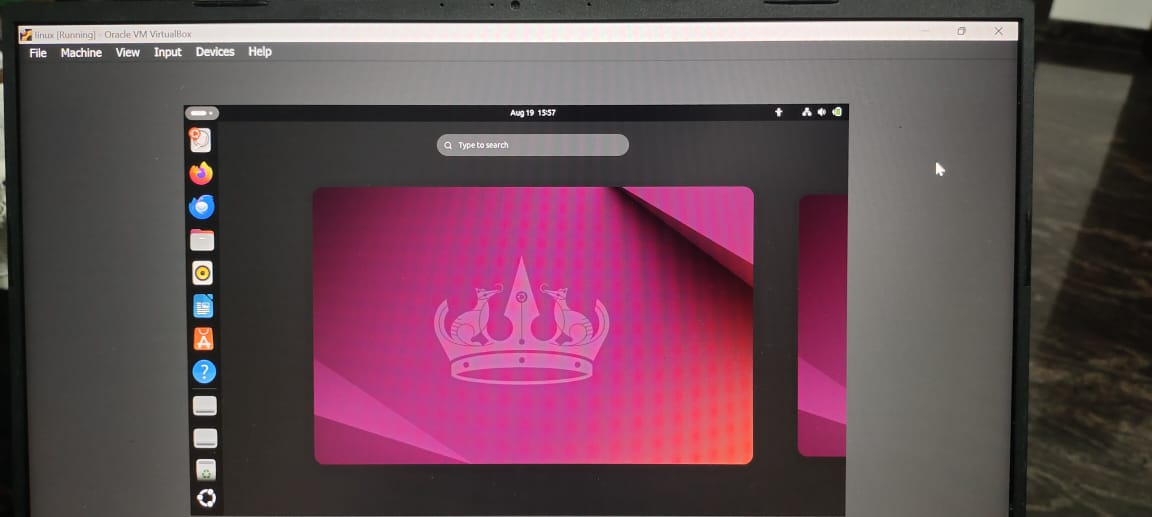 linux [Running] - Oracle VM VirtualBox
File Machine View Input Devices Help
Aug 19 15:57
Type to search